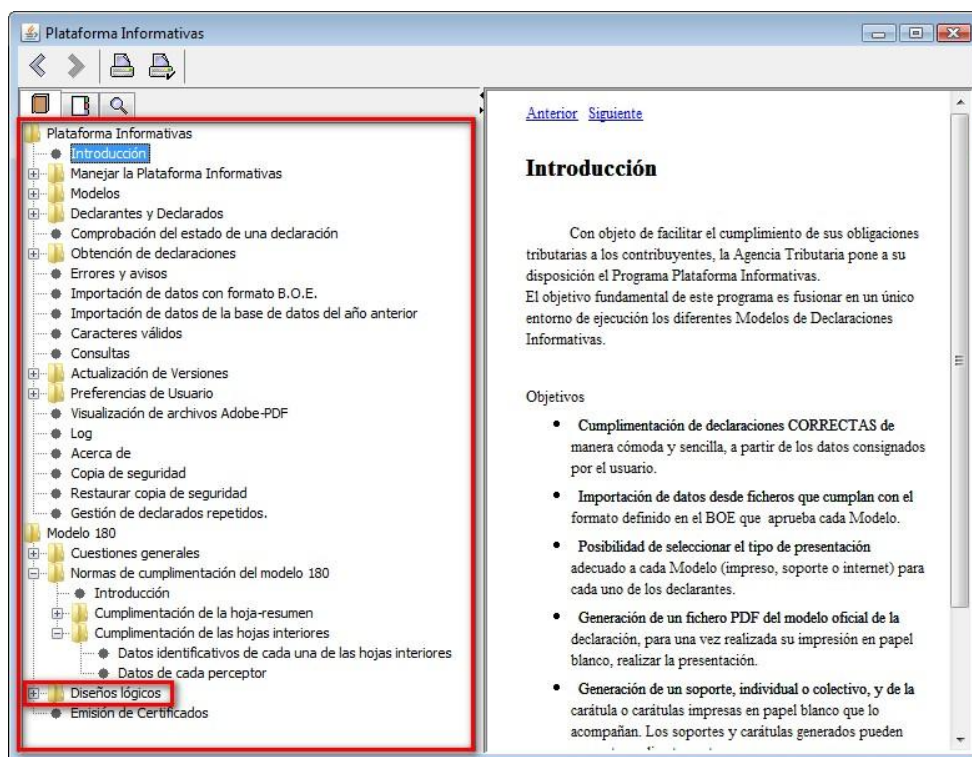 Plataforma Informativas
Plataforma Informativas
Introducción
Manejar la Plataforma Informativas
Modelos
Declarantes y Declarados
Comprobación del estado de una declaración
Obtención de declaraciones
Errores y avisos
Importación de datos con formato B.O.E.
Importación de datos de la base de datos del año anterior
Caracteres válidos
Consultas
Actualización de Versiones
Preferencias de Usuario
Visualización de archivos Adobe-PDF
Log
Acerca de
Copia de seguridad
Restaurar copia de seguridad
Gestión de declarados repetidos.
Modelo 180
Cuestiones generales
Normas de cumplimentación del modelo 180
Introducción
Cumplimentación de la hoja-resumen
Cumplimentación de las hojas interiores
Datos identificativos de cada una de las hojas interiores
Datos de cada perceptor
Diseños lógicos
Emisión de Certificados
Anterior Siguiente
Introducción
Con objeto de facilitar el cumplimiento de sus obligaciones
tributarias a los contribuyentes, la Agencia Tributaria pone a su
disposición el Programa Plataforma Informativas.
El objetivo fundamental de este programa es fusionar en un único
entorno de ejecución los diferentes Modelos de Declaraciones
Informativas.
Objetivos
• Cumplimentación de declaraciones CORRECTAS de
manera cómoda y sencilla, a partir de los datos consignados
por el usuario.
• Importación de datos desde ficheros que cumplan con el
formato definido en el BOE que aprueba cada Modelo.
• Posibilidad de seleccionar el tipo de presentación
adecuado a cada Modelo (impreso, soporte o internet) para
cada uno de los declarantes.
• Generación de un fichero PDF del modelo oficial de la
declaración, para una vez realizada su impresión en papel
blanco, realizar la presentación.
• Generación de un soporte, individual o colectivo, y de la
carátula o carátulas impresas en papel blanco que lo
acompañan. Los soportes y carátulas generados pueden